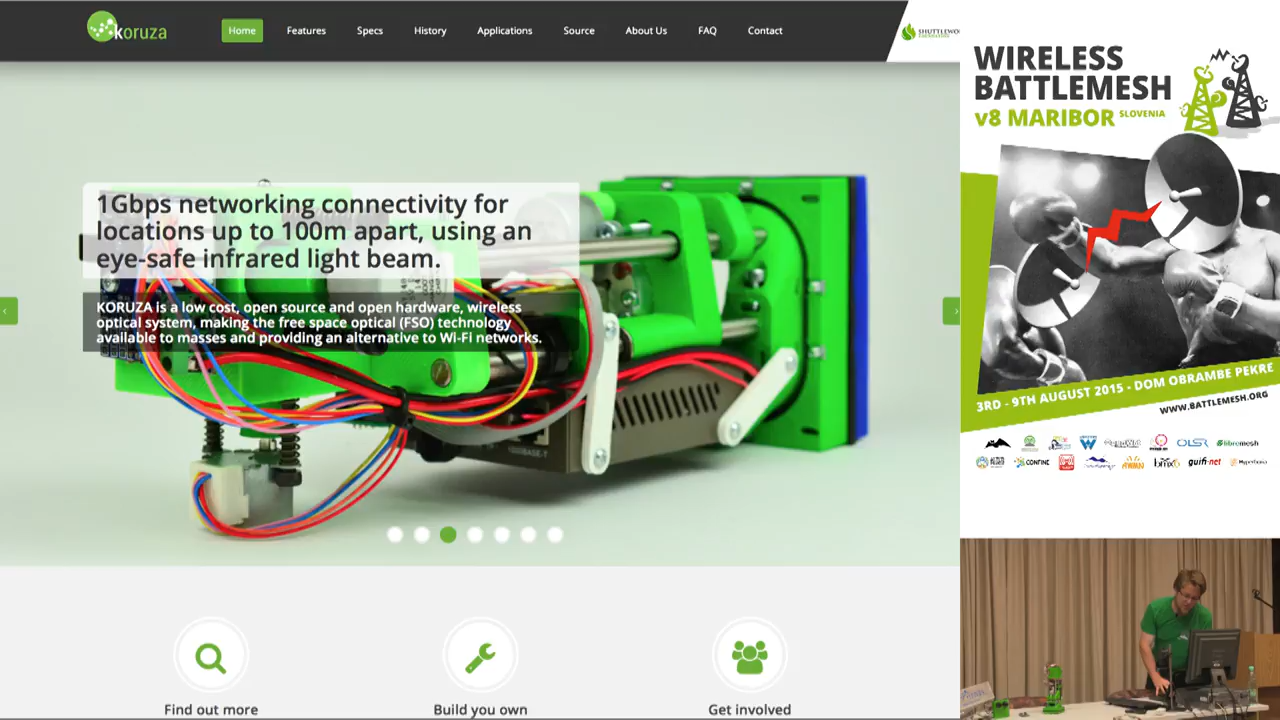 koruza
Home
Features
Specs
History
Applications
Source
About Us
FAQ
Contact
1Gbps networking connectivity for
locations up to 100m apart, using an
eye-safe infrared light beam.
KORUZA is a low cost, open source and open hardware, wireless
optical system, making the free space optical (FSO) technology
available to masses and providing an alternative to Wi-Fi networks.
1000BASE-T
Find out more
Build you own
Get involved
WIRELESS
BATTLEMESH
v8 MARIBOR SLOVENIA
3RD - 9TH AUGUST 2015 - DOM OBRAMBE PEKRE
WWW.BATTLEMESH.ORG
OLSR
libremesh
CONFINE
bmx6
guifi·net
Hyperboria